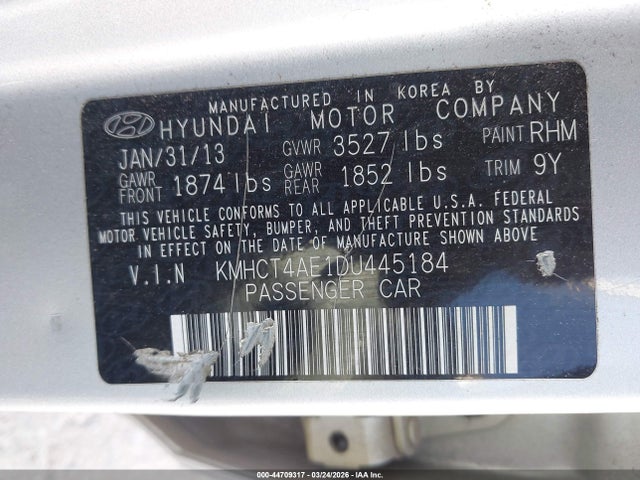 MANUFACTURED IN KOREA BY
HYUNDAI MOTOR COMPANY
JAN/31/13 GVWR 3527 lbs PAINT RHM
GAWR FRONT 1874 lbs GAWR REAR 1852 lbs TRIM 9Y
THIS VEHICLE CONFORMS TO ALL APPLICABLE U.S.A. FEDERAL
MOTOR VEHICLE SAFETY, BUMPER, AND THEFT PREVENTION STANDARDS
IN EFFECT ON THE DATE OF MANUFACTURE SHOWN ABOVE.
V.I.N KMHCT4AE1DU445184
PASSENGER CAR
000-44709317 - 03/24/2026 - IAA Inc.